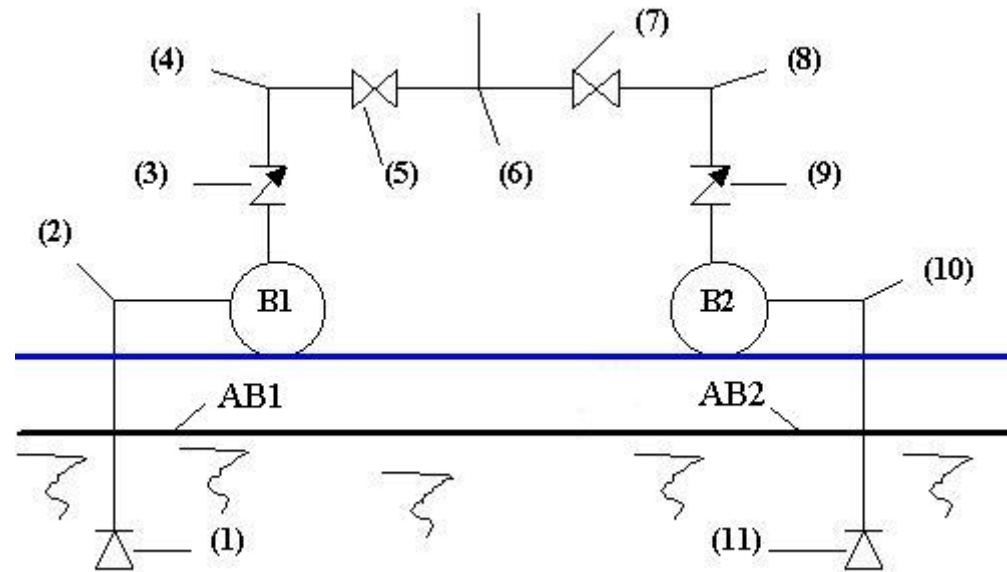 (4)
(7)
(8)
(3)
(5)
(6)
(9)
(2)
(10)
B1
B2
AB1
AB2
(1)
(11)